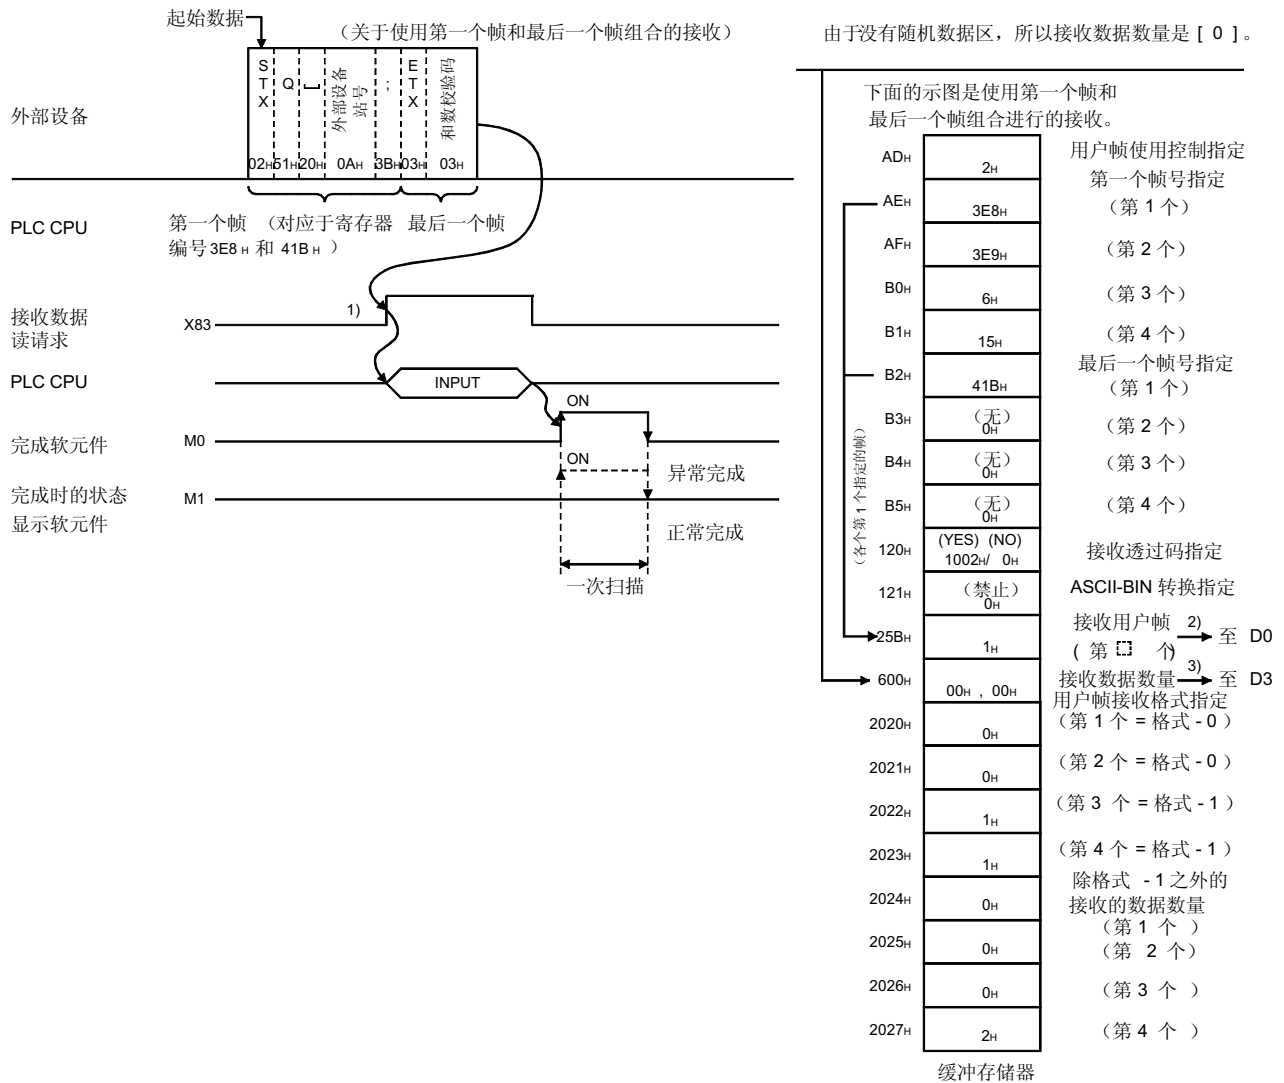 起始数据
（关于使用第一个帧和最后一个帧组合的接收）
外部设备
STX
Q
外部设备站号
;
ETX
和数校验码
02H 51H 20H 0AH 3BH 03H 03H
PLC CPU
第一个帧 （对应于寄存器 最后一个帧
编号3E8H 和 41BH ）
接收数据
读请求
X83
1)
PLC CPU
INPUT
ON
完成软元件
M0
ON
异常完成
完成时的状态
显示软元件
M1
正常完成
一次扫描
由于没有随机数据区，所以接收数据数量是 [ 0 ] 。
下面的示图是使用第一个帧和
最后一个帧组合进行的接收。
ADH 2H 用户帧使用控制指定
第一个帧号指定
AEH 3E8H （第 1 个）
AFH 3E9H （第 2 个）
B0H 6H （第 3 个）
B1H 15H （第 4 个）
最后一个帧号指定
B2H 41BH （第 1 个）
B3H （无） 0H （第 2 个）
B4H （无） 0H （第 3 个）
B5H （无） 0H （第 4 个）
（各个第 1 个指定的帧）
120H (YES) (NO) 1002H/ 0H 接收透过码指定
121H （禁止） 0H ASCII-BIN 转换指定
25BH 1H 接收用户帧 2) 至 D0
( 第 个)
600H 00H , 00H 接收数据数量 3) 至 D3
用户帧接收格式指定
2020H 0H （第 1 个 = 格式 - 0 ）
2021H 0H （第 2 个 = 格式 - 0 ）
2022H 1H （第 3 个 = 格式 - 1 ）
2023H 1H （第 4 个 = 格式 - 1 ）
除格式 - 1 之外的
接收的数据数量
2024H 0H （第 1 个 ）
2025H 0H （第 2 个）
2026H 0H （第 3 个 ）
2027H 2H （第 4 个 ）
缓冲存储器